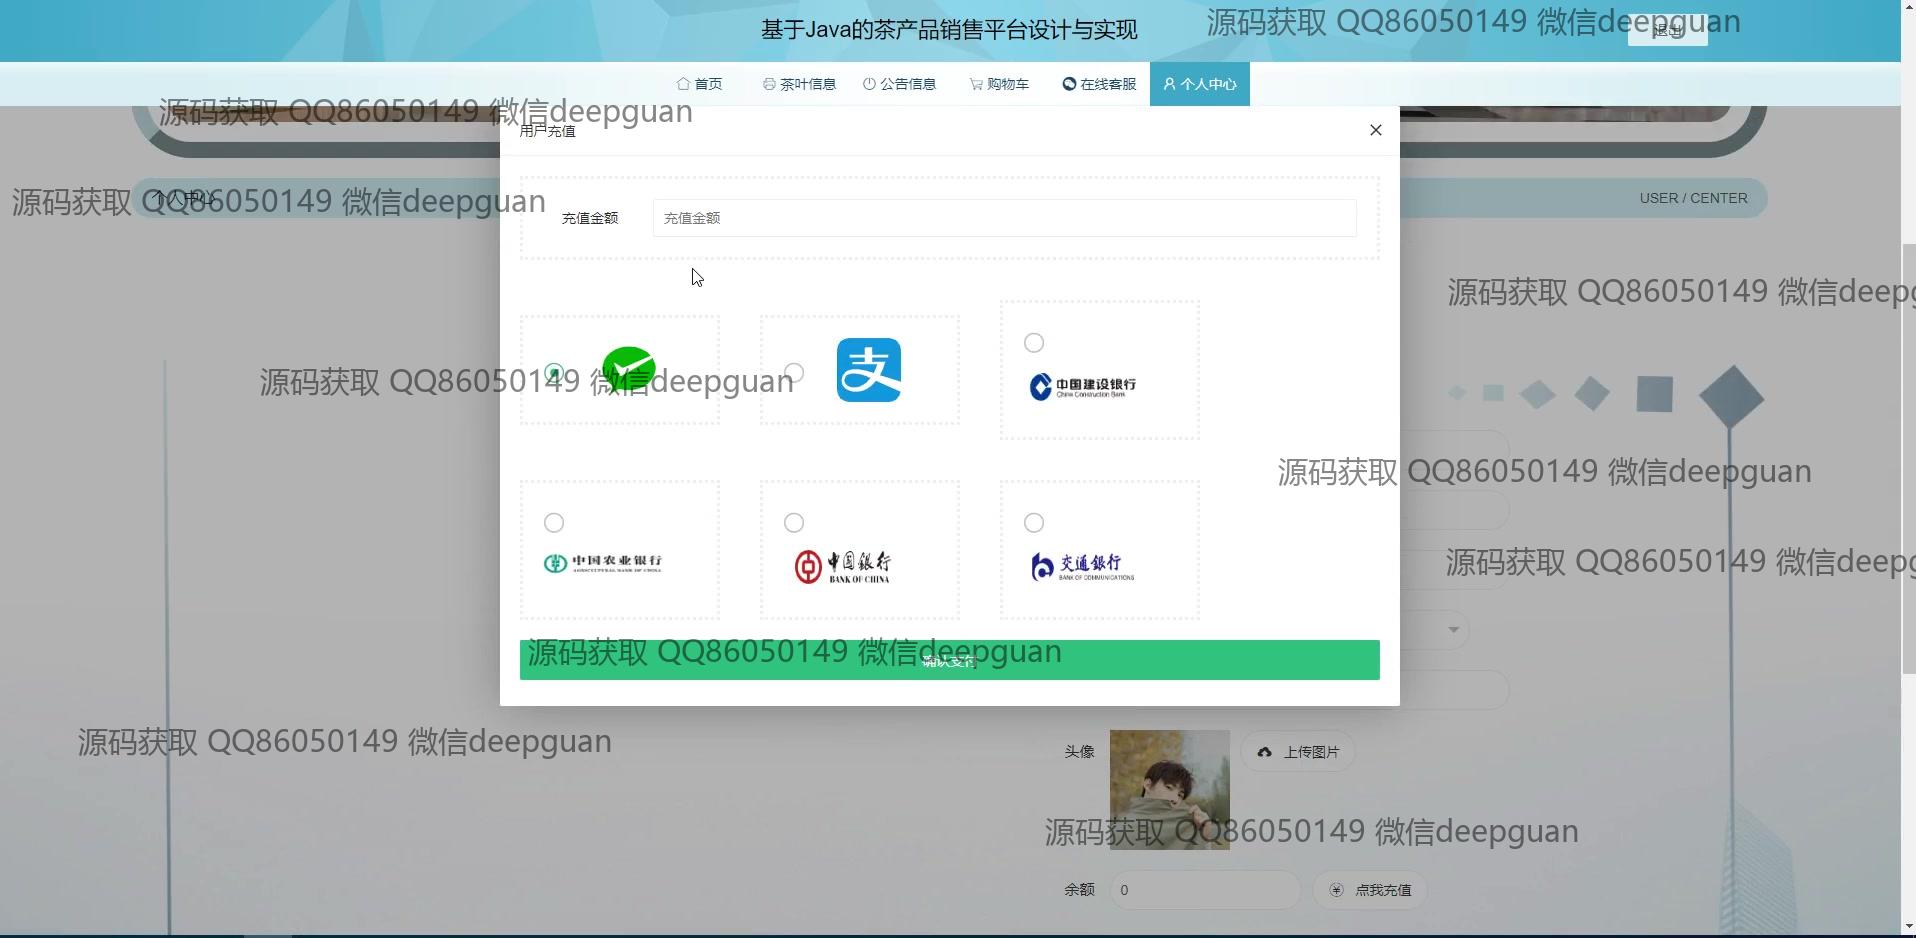 基于Java的茶产品销售平台设计与实现
源码获取 QQ86050149 微信deepguan
退出
首页
茶叶信息
公告信息
购物车
在线客服
个人中心
源码获取 QQ86050149 微信deepguan
用户充值
个人中心
源码获取 QQ86050149 微信deepguan
USER / CENTER
充值金额
充值金额
源码获取 QQ86050149 微信deepg
支
源码获取 QQ86050149 微信deepguan
中国建设银行
China Construction Bank
源码获取 QQ86050149 微信deepguan
中国农业银行
AGRICULTURAL BANK OF CHINA
中国银行
BANK OF CHINA
交通银行
BANK OF COMMUNICATIONS
源码获取 QQ86050149 微信deepg
源码获取 QQ86050149 微信deepguan
确认支付
源码获取 QQ86050149 微信deepguan
头像
上传图片
源码获取 QQ86050149 微信deepguan
余额
0
点我充值